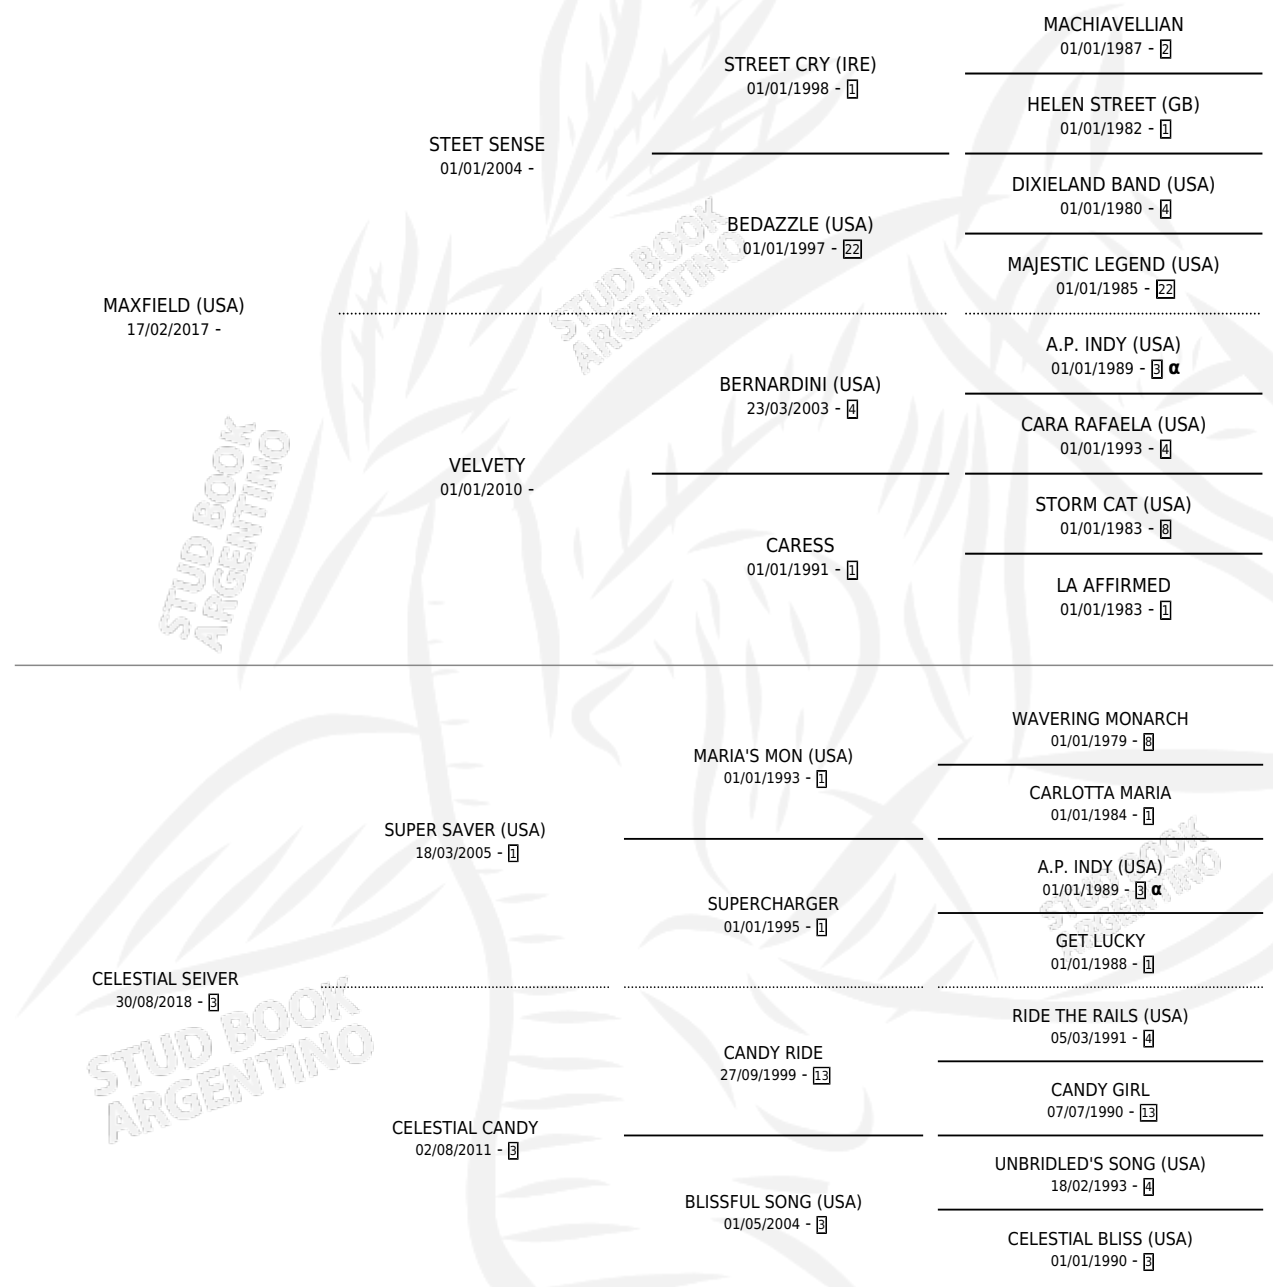 MACHIAVELLIAN
01/01/1987 - 2
STREET CRY (IRE)
01/01/1998 - 1
HELEN STREET (GB)
01/01/1982 - 1
STEET SENSE
01/01/2004 -
DIXIELAND BAND (USA)
01/01/1980 - 4
BEDAZZLE (USA)
01/01/1997 - 22
MAJESTIC LEGEND (USA)
01/01/1985 - 22
MAXFIELD (USA)
17/02/2017 -
A.P. INDY (USA)
01/01/1989 - 3 α
BERNARDINI (USA)
23/03/2003 - 4
CARA RAFAELA (USA)
01/01/1993 - 4
VELVETY
01/01/2010 -
STORM CAT (USA)
01/01/1983 - 8
CARESS
01/01/1991 - 1
LA AFFIRMED
01/01/1983 - 1
WAVERING MONARCH
01/01/1979 - 8
MARIA'S MON (USA)
01/01/1993 - 1
CARLOTTA MARIA
01/01/1984 - 1
SUPER SAVER (USA)
18/03/2005 - 1
A.P. INDY (USA)
01/01/1989 - 3 α
SUPERCHARGER
01/01/1995 - 1
GET LUCKY
01/01/1988 - 1
CELESTIAL SEIVER
30/08/2018 - 3
RIDE THE RAILS (USA)
05/03/1991 - 4
CANDY RIDE
27/09/1999 - 13
CANDY GIRL
07/07/1990 - 13
CELESTIAL CANDY
02/08/2011 - 3
UNBRIDLED'S SONG (USA)
18/02/1993 - 4
BLISSFUL SONG (USA)
01/05/2004 - 3
CELESTIAL BLISS (USA)
01/01/1990 - 3
STUD BOOK
ARGENTINO
STUD BOOK
ARGENTINO
STUD BOOK
ARGENTINO
STUD BOOK
ARGENTINO